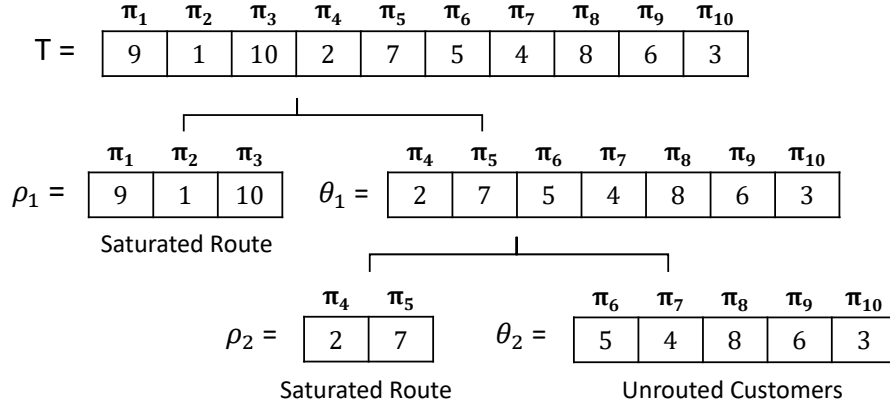 π₁ π₂ π₃ π₄ π₅ π₆ π₇ π₈ π₉ π₁₀
T = 9 1 10 2 7 5 4 8 6 3
π₁ π₂ π₃ π₄ π₅ π₆ π₇ π₈ π₉ π₁₀
ρ₁ = 9 1 10 θ₁ = 2 7 5 4 8 6 3
Saturated Route
π₄ π₅ π₆ π₇ π₈ π₉ π₁₀
ρ₂ = 2 7 θ₂ = 5 4 8 6 3
Saturated Route Unrouted Customers